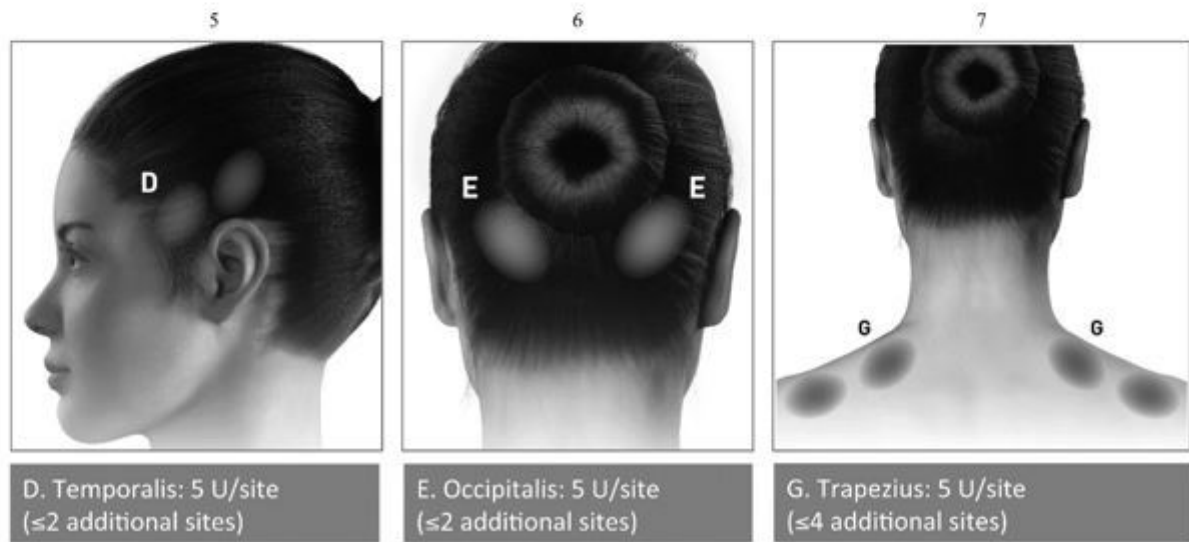 5
6
7
D
E
E
G
G
D. Temporalis: 5 U/site
(≤2 additional sites)
E. Occipitalis: 5 U/site
(≤2 additional sites)
G. Trapezius: 5 U/site
(≤4 additional sites)